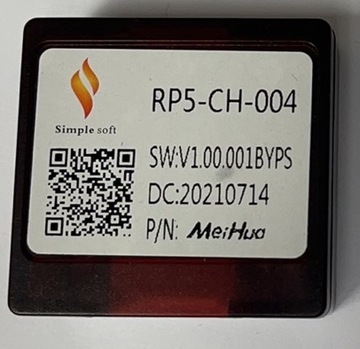 RP5-CH-004
Simple soft
SW:V1.00.001BYPS
DC:20210714
P/N: MeiHua